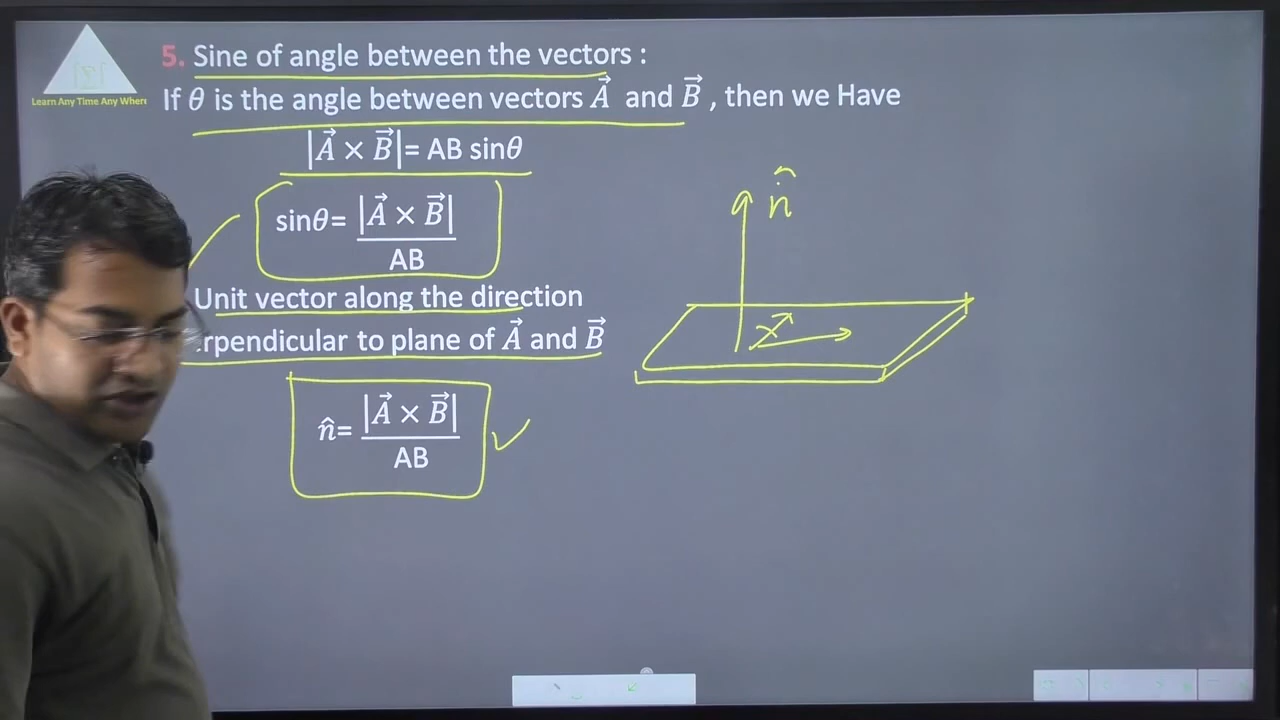 5. Sine of angle between the vectors :
Learn Any Time Any Where
If θ is the angle between vectors A⃗ and B⃗ , then we Have
|A⃗ × B⃗|= AB sinθ
sinθ= |A⃗ × B⃗|
AB
n̂
Unit vector along the direction
rpendicular to plane of A⃗ and B⃗
n̂= |A⃗ × B⃗|
AB